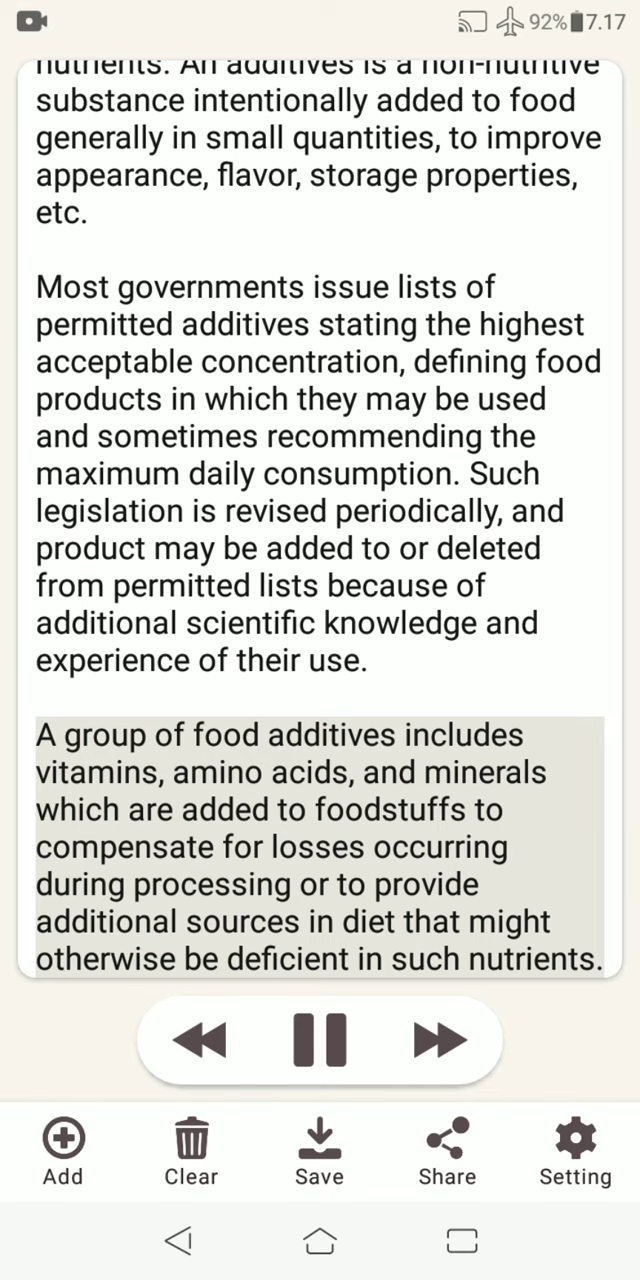 92% 7.17
nutrients. An additives is a non-nutritive
substance intentionally added to food
generally in small quantities, to improve
appearance, flavor, storage properties,
etc.
Most governments issue lists of
permitted additives stating the highest
acceptable concentration, defining food
products in which they may be used
and sometimes recommending the
maximum daily consumption. Such
legislation is revised periodically, and
product may be added to or deleted
from permitted lists because of
additional scientific knowledge and
experience of their use.
A group of food additives includes
vitamins, amino acids, and minerals
which are added to foodstuffs to
compensate for losses occurring
during processing or to provide
additional sources in diet that might
otherwise be deficient in such nutrients.
Add Clear Save Share Setting